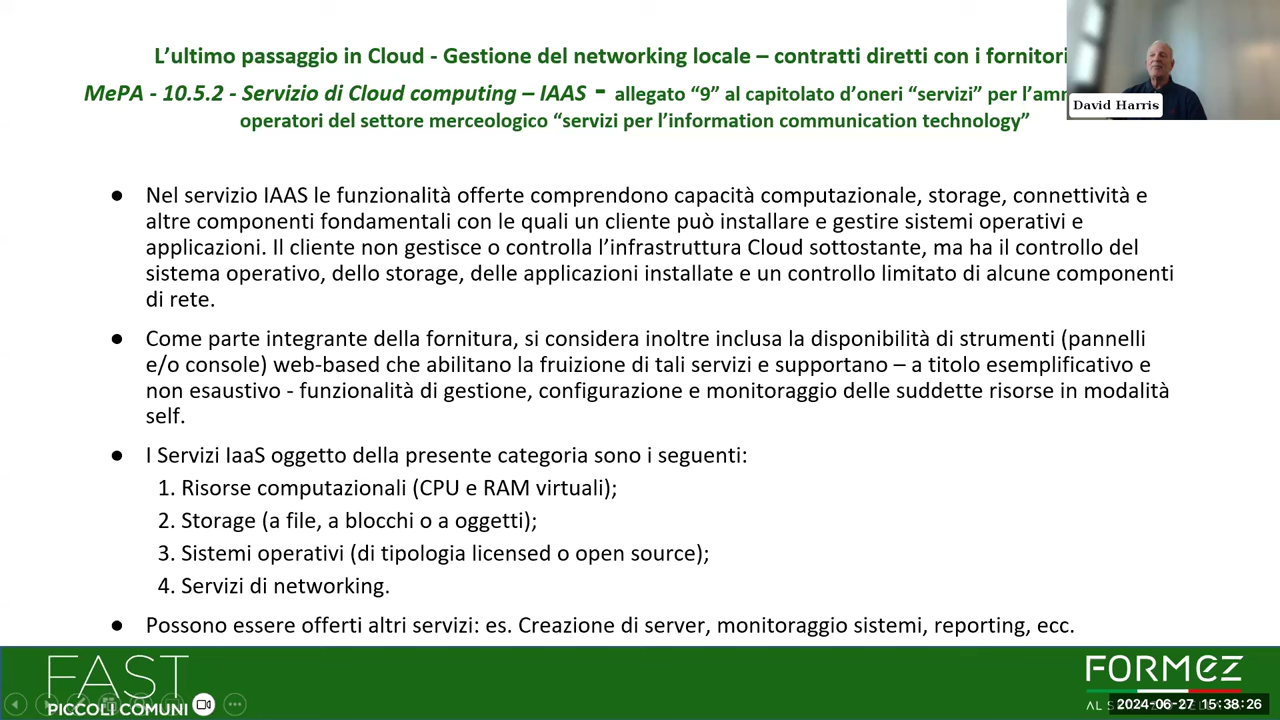 L'ultimo passaggio in Cloud - Gestione del networking locale – contratti diretti con i fornitori
MePA - 10.5.2 - Servizio di Cloud computing – IAAS - allegato “9” al capitolato d'oneri “servizi” per l'amm
operatori del settore merceologico “servizi per l'information communication technology”
David Harris
● Nel servizio IAAS le funzionalità offerte comprendono capacità computazionale, storage, connettività e
altre componenti fondamentali con le quali un cliente può installare e gestire sistemi operativi e
applicazioni. Il cliente non gestisce o controlla l'infrastruttura Cloud sottostante, ma ha il controllo del
sistema operativo, dello storage, delle applicazioni installate e un controllo limitato di alcune componenti
di rete.
● Come parte integrante della fornitura, si considera inoltre inclusa la disponibilità di strumenti (pannelli
e/o console) web-based che abilitano la fruizione di tali servizi e supportano – a titolo esemplificativo e
non esaustivo - funzionalità di gestione, configurazione e monitoraggio delle suddette risorse in modalità
self.
● I Servizi IaaS oggetto della presente categoria sono i seguenti:
1. Risorse computazionali (CPU e RAM virtuali);
2. Storage (a file, a blocchi o a oggetti);
3. Sistemi operativi (di tipologia licensed o open source);
4. Servizi di networking.
● Possono essere offerti altri servizi: es. Creazione di server, monitoraggio sistemi, reporting, ecc.
FAST
PICCOLI COMUNI
FORMEZ
2024-06-27 15:38:26